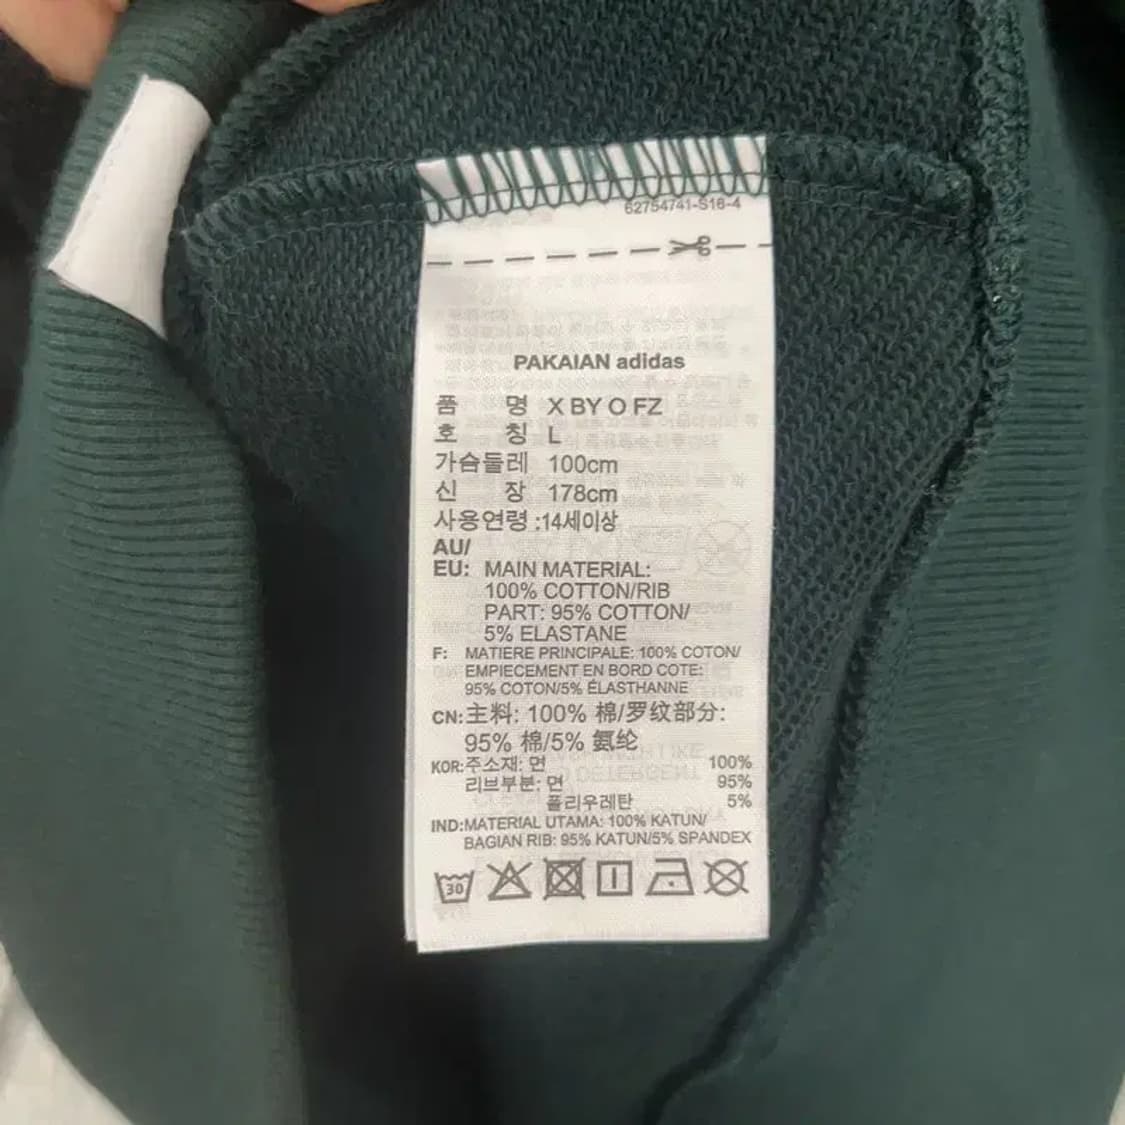 62754741-S16-4
PAKAIAN adidas
품 명 X BY O FZ
호 칭 L
가슴둘레 100cm
신 장 178cm
사용연령 :14세이상
AU/
EU: MAIN MATERIAL:
100% COTTON/RIB
PART: 95% COTTON/
5% ELASTANE
F: MATIERE PRINCIPALE: 100% COTON/
EMPIECEMENT EN BORD COTE:
95% COTON/5% ÉLASTHANNE
CN:主料: 100% 棉/罗纹部分:
95% 棉/5% 氨纶
KOR:주소재: 면 100%
리브부분: 면 95%
폴리우레탄 5%
IND:MATERIAL UTAMA: 100% KATUN/
BAGIAN RIB: 95% KATUN/5% SPANDEX
30